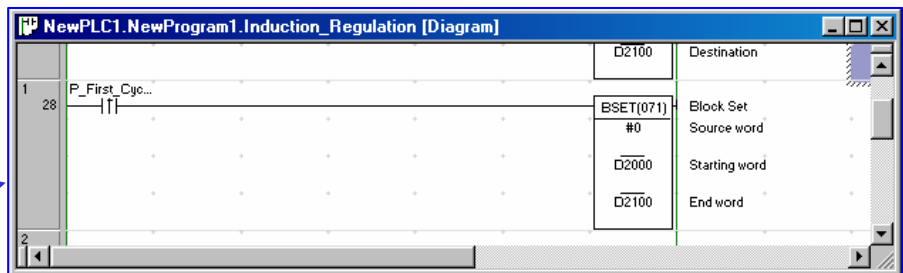 NewPLC1.NewProgram1.Induction_Regulation [Diagram]
D2100 Destination
1 P_First_Cyc...
28 BSET(071) Block Set
#0 Source word
D2000 Starting word
D2100 End word
2